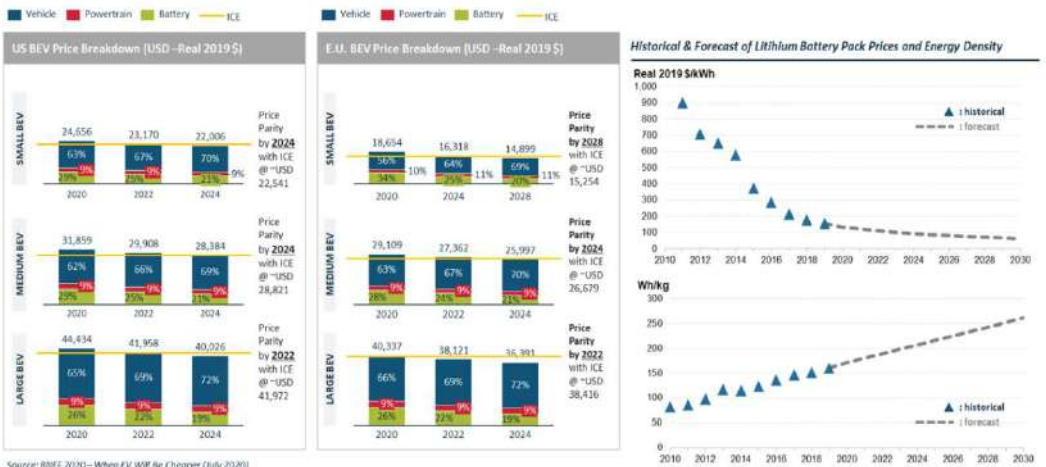 Vehicle Powertrain Battery ICE
US BEV Price Breakdown (USD –Real 2019 $)
SMALL BEV
24,656 23,170 22,006
63% 67% 70%
9% 9% 9%
29% 25% 21%
2020 2022 2024
Price
Parity
by 2024
with ICE
@ ~USD
22,541
MEDIUM BEV
31,859 29,908 28,384
62% 66% 69%
9% 9% 9%
29% 25% 21%
2020 2022 2024
Price
Parity
by 2024
with ICE
@ ~USD
28,821
LARGE BEV
44,434 41,958 40,026
65% 69% 72%
9% 9% 9%
26% 22% 19%
2020 2022 2024
Price
Parity
by 2022
with ICE
@ ~USD
41,972
Source: BNEF 2020 – When EV Will Be Cheaper (July 2020)
Vehicle Powertrain Battery ICE
E.U. BEV Price Breakdown (USD –Real 2019 $)
SMALL BEV
18,654 16,318 14,899
56% 64% 69%
10% 11% 11%
34% 25% 20%
2020 2024 2028
Price
Parity
by 2028
with ICE
@ ~USD
15,254
MEDIUM BEV
29,109 27,362 25,997
63% 67% 70%
9% 9% 9%
28% 24% 21%
2020 2022 2024
Price
Parity
by 2024
with ICE
@ ~USD
26,679
LARGE BEV
40,337 38,121 36,391
66% 69% 72%
9% 9% 9%
26% 22% 19%
2020 2022 2024
Price
Parity
by 2022
with ICE
@ ~USD
38,416
Historical & Forecast of Litihium Battery Pack Prices and Energy Density
Real 2019 $/kWh
1,000
900
800
700
600
500
400
300
200
100
0
: historical
: forecast
2010 2012 2014 2016 2018 2020 2022 2024 2026 2028 2030
Wh/kg
300
250
200
150
100
50
0
: historical
: forecast
2010 2012 2014 2016 2018 2020 2022 2024 2026 2028 2030